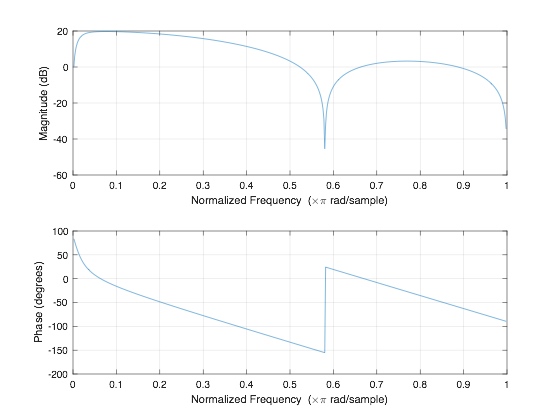 20
0
-20
-40
-60
Magnitude (dB)
0 0.1 0.2 0.3 0.4 0.5 0.6 0.7 0.8 0.9 1
Normalized Frequency (×π rad/sample)
100
50
0
-50
-100
-150
-200
Phase (degrees)
0 0.1 0.2 0.3 0.4 0.5 0.6 0.7 0.8 0.9 1
Normalized Frequency (×π rad/sample)